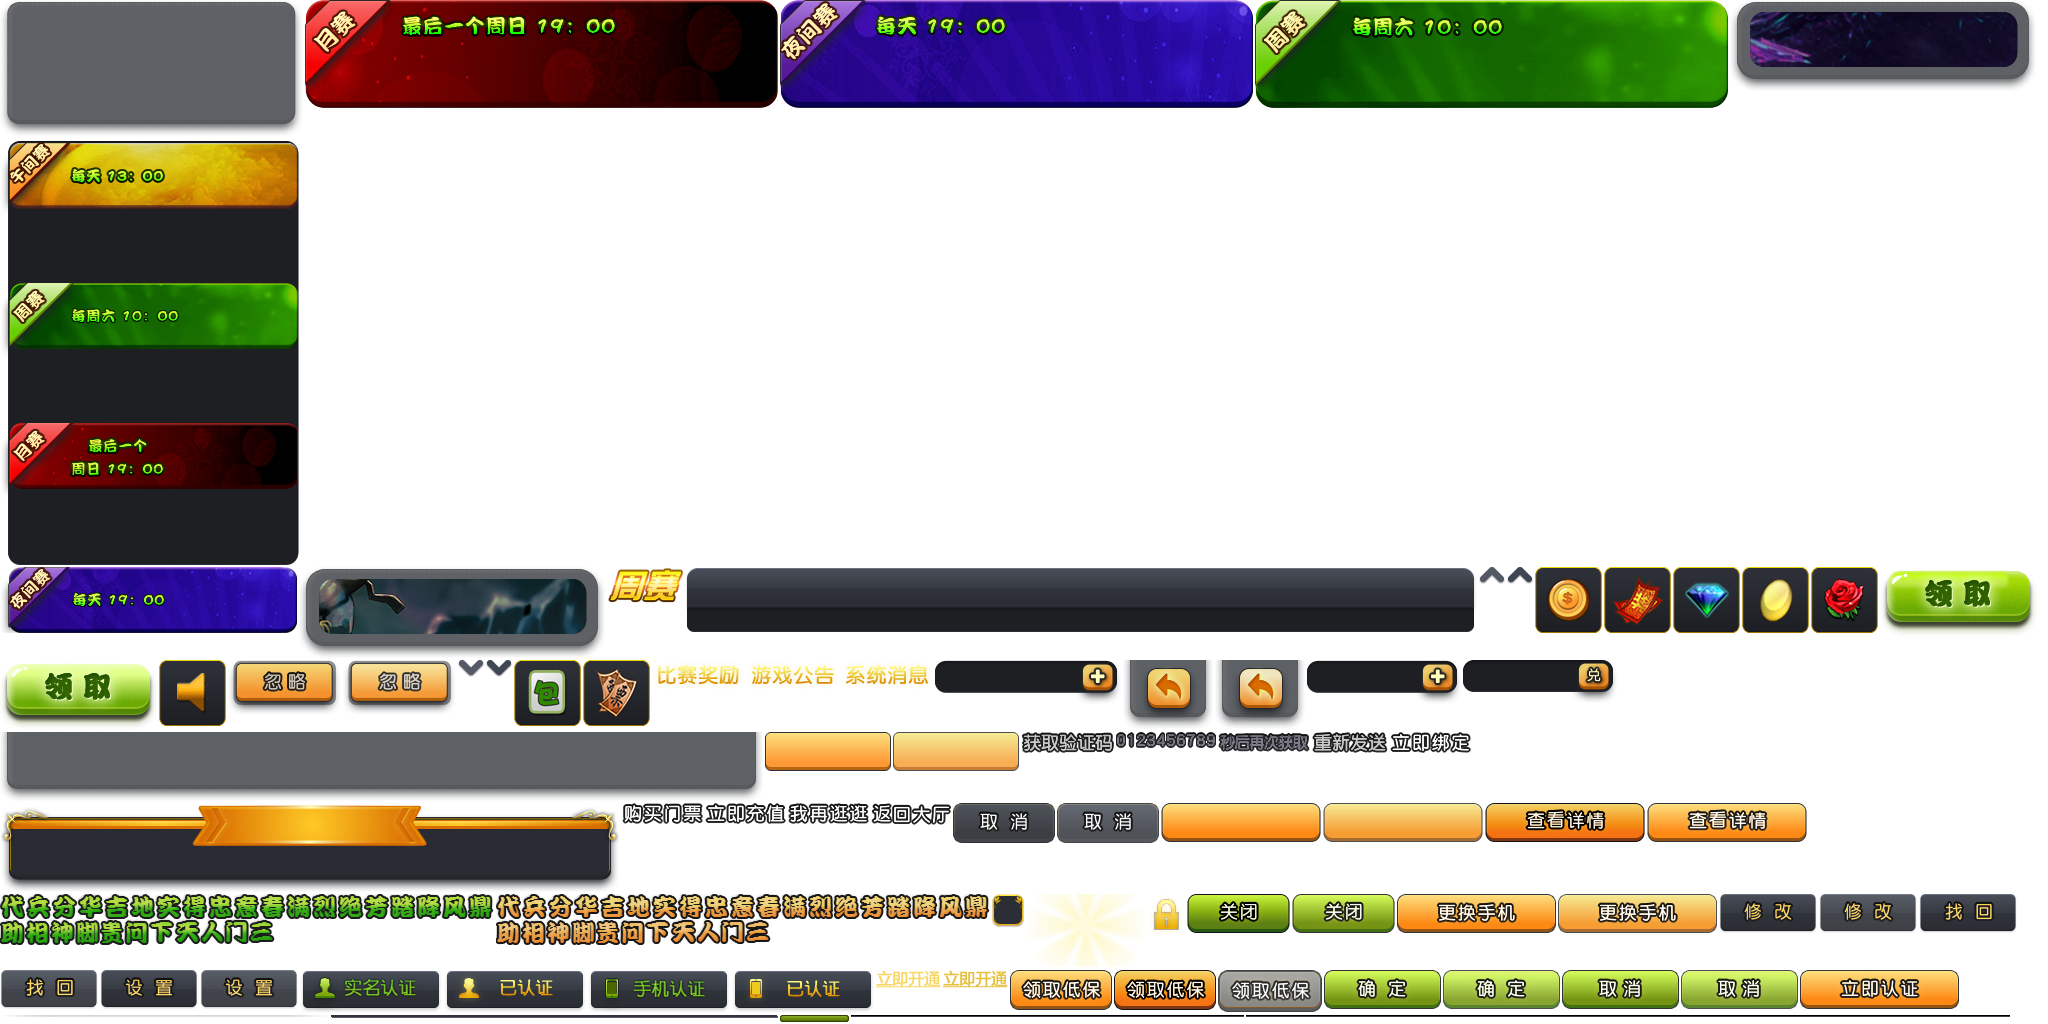 月赛
最后一个周日 19：00
夜间赛
每天 19：00
周赛
每周六 10：00
午间赛
每天 13：00
周赛
每周六 10：00
月赛
最后一个
周日 19：00
夜间赛
每天 19：00
周赛
领取
领取
忽略
忽略
比赛奖励 游戏公告 系统消息
兑
获取验证码 0123456789 秒后再次获取 重新发送 立即绑定
购买门票 立即充值 我再逛逛 返回大厅
取 消
取 消
查看详情
查看详情
代兵分华吉地实得忠意者满烈绝芳踏降风鼎
助相神脚贵问下天人门三
代兵分华吉地实得忠意者满烈绝芳踏降风鼎
助相神脚贵问下天人门三
关闭
关闭
更换手机
更换手机
修 改
修 改
找 回
找 回
设 置
设 置
实名认证
已认证
手机认证
已认证
立即开通 立即开通
领取低保
领取低保
领取低保
确 定
确 定
取 消
取 消
立即认证